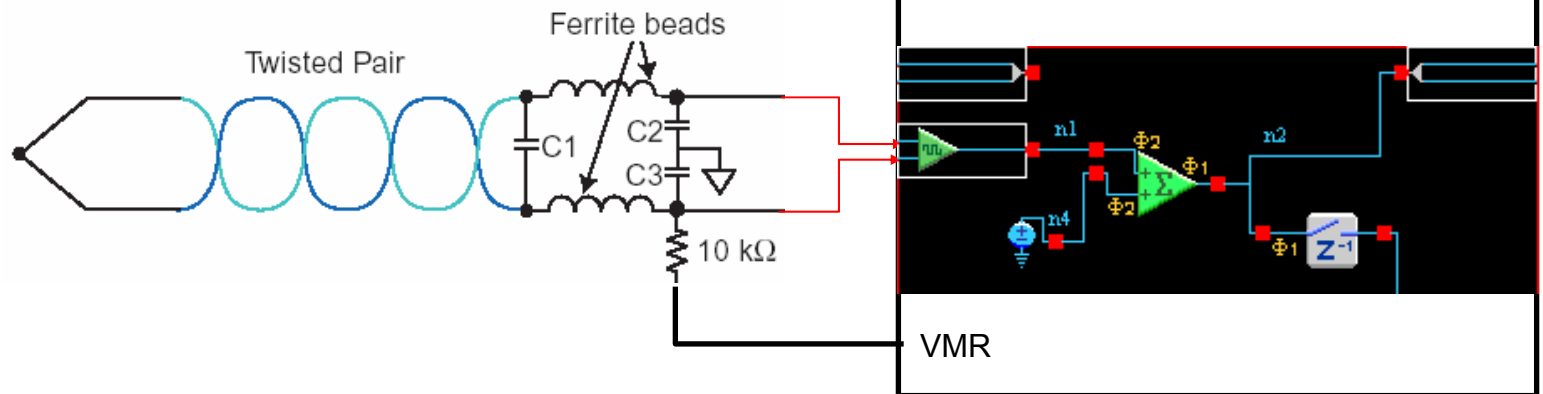 Ferrite beads
Twisted Pair
C1
C2
C3
10 kΩ
n1
Φ2
Φ1
n2
+
+
Σ
Φ2
n4
±
Φ1
Z-1
VMR